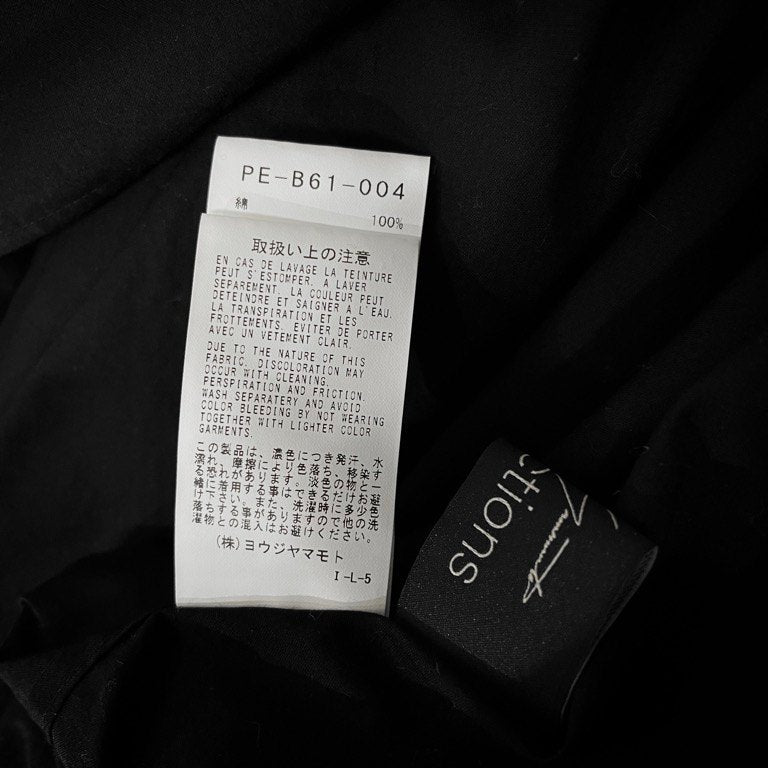 PE-B61-004
綿 100%
取扱い上の注意
EN CAS DE LAVAGE LA TEINTURE
PEUT S'ESTOMPER. A LAVER
SEPAREMENT. LA COULEUR PEUT
DETEINDRE ET SAIGNER A L'EAU.
LA TRANSPIRATION ET LES
FROTTEMENTS. EVITER DE PORTER
AVEC UN VETEMENT CLAIR.
DUE TO THE NATURE OF THIS
FABRIC, DISCOLORATION MAY
OCCUR WITH CLEANING,
PERSPIRATION AND FRICTION.
WASH SEPARATERY AND AVOID
COLOR BLEEDING BY NOT WEARING
TOGETHER WITH LIGHTER COLOR
GARMENTS.
この製品は、濃色につき発汗、水
濡れ、摩擦により色落ち、移染す
る恐れがあります。淡色の物と一
緒に着用する事はできるだけお避
け下さい。また、洗濯時に多少色
落ちする事がありますので他の洗
濯物との混入はお避けください。
(株)ヨウジヤマモト
I-L-5
ctions